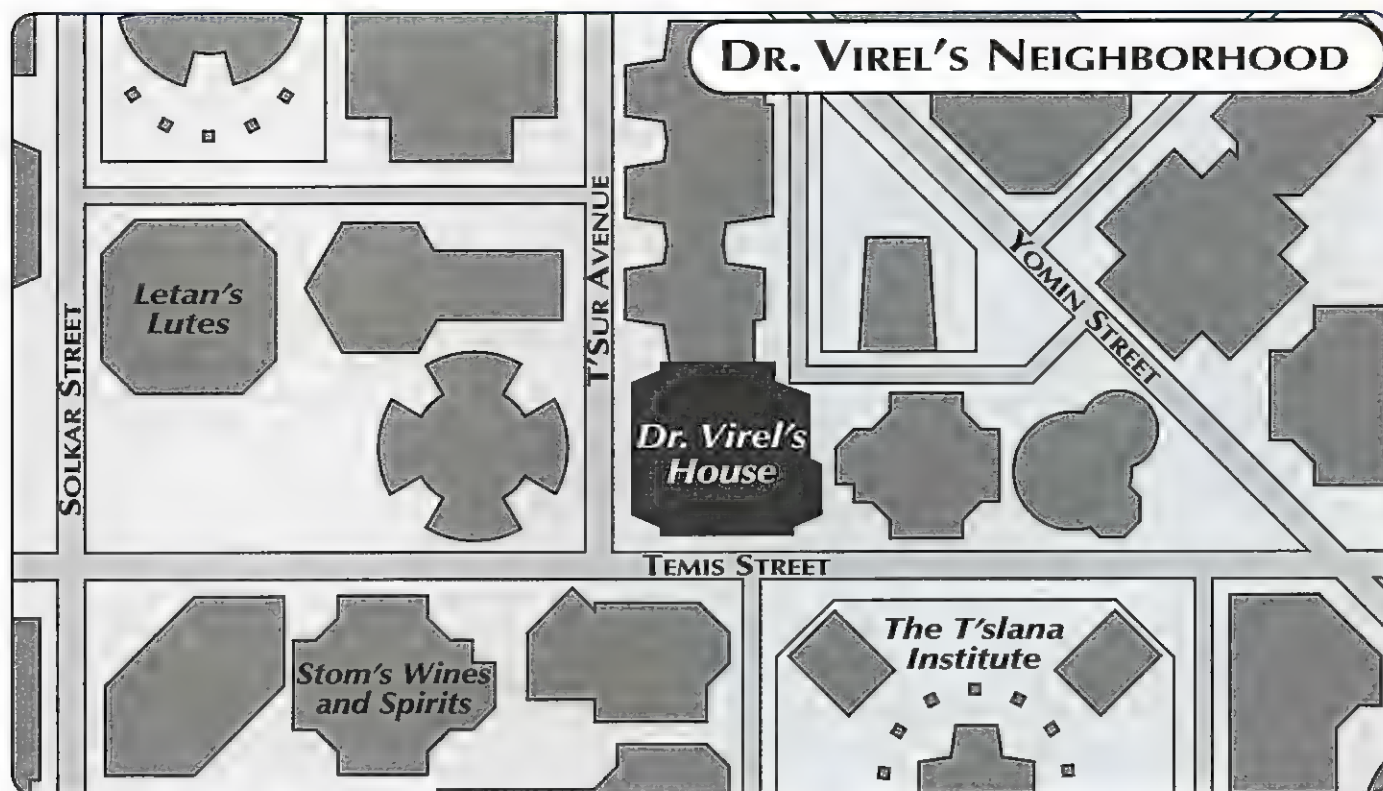 DR. VIREL'S NEIGHBORHOOD
Letan's
Lutes
SOLKAR STREET
T'SUR AVENUE
YOMIN STREET
Dr. Virel's
House
TEMIS STREET
Stom's Wines
and Spirits
The T'slana
Institute